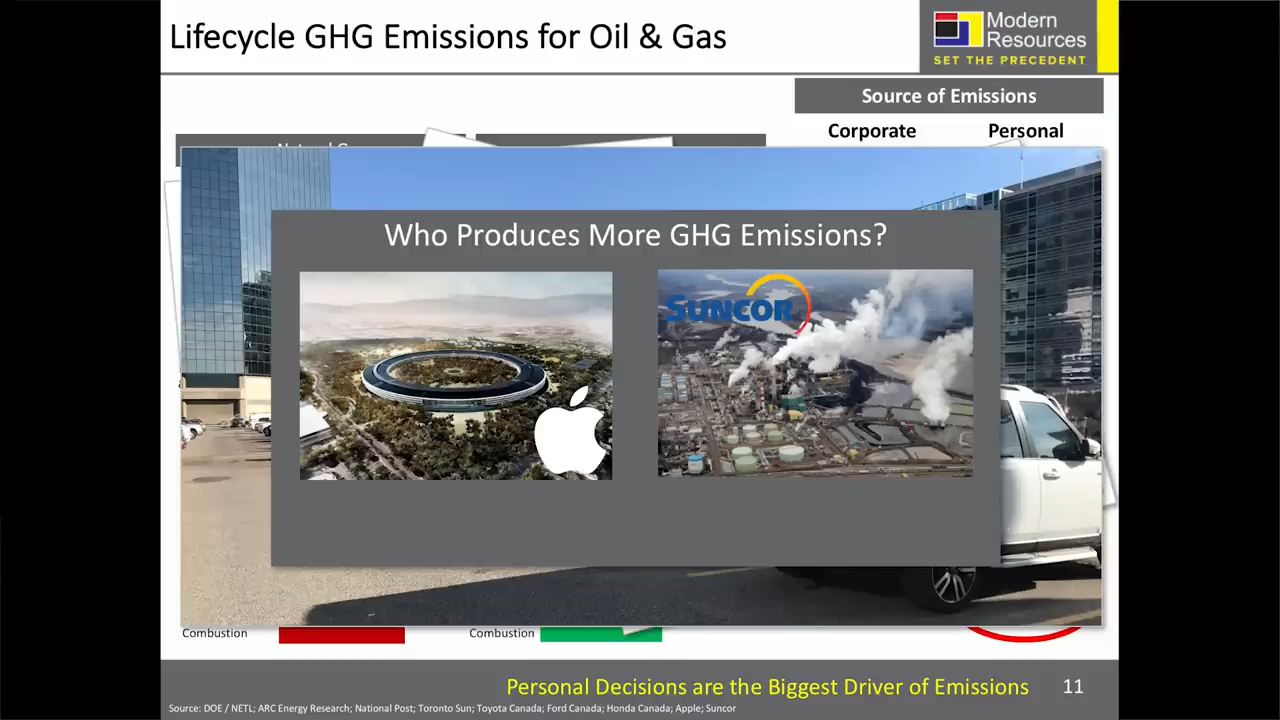 Lifecycle GHG Emissions for Oil & Gas
Modern
Resources
SET THE PRECEDENT
Source of Emissions
Corporate Personal
Who Produces More GHG Emissions?
SUNCOR
Combustion
Combustion
Personal Decisions are the Biggest Driver of Emissions
11
Source: DOE / NETL; ARC Energy Research; National Post; Toronto Sun; Toyota Canada; Ford Canada; Honda Canada; Apple; Suncor